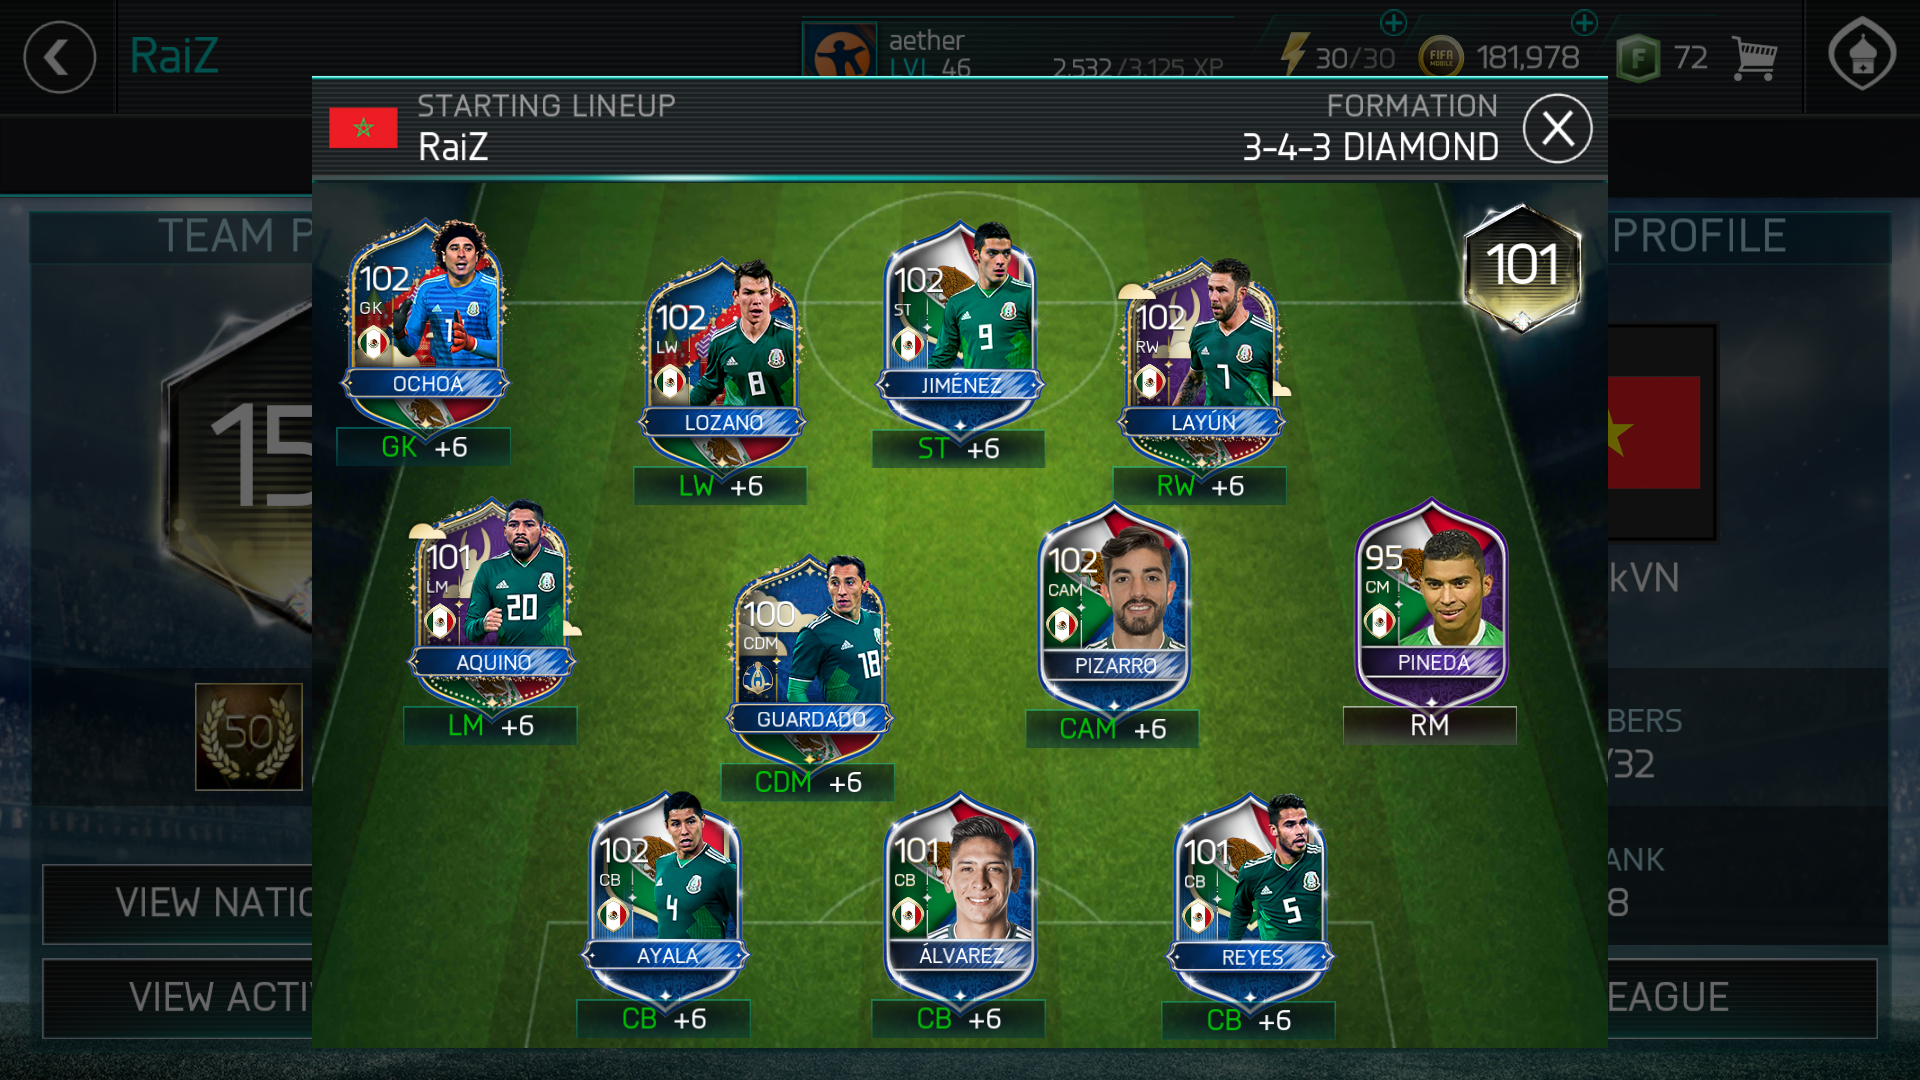 RaiZ
aether
LVL 46
2,532/3,125 XP
30/30
FIFA MOBILE
181,978
F
72
STARTING LINEUP
RaiZ
FORMATION
3-4-3 DIAMOND
TEAM P
PROFILE
101
15
102
GK
1
OCHOA
GK +6
102
LW
8
LOZANO
LW +6
102
ST
9
JIMÉNEZ
ST +6
102
RW
7
LAYÚN
RW +6
101
LM
20
AQUINO
LM +6
100
CDM
18
GUARDADO
CDM +6
102
CAM
PIZARRO
CAM +6
95
CM
PINEDA
RM
102
CB
4
AYALA
CB +6
101
CB
ÁLVAREZ
CB +6
101
CB
5
REYES
CB +6
50
kVN
BERS
/32
ANK
8
VIEW NATIO
VIEW ACTI
EAGUE